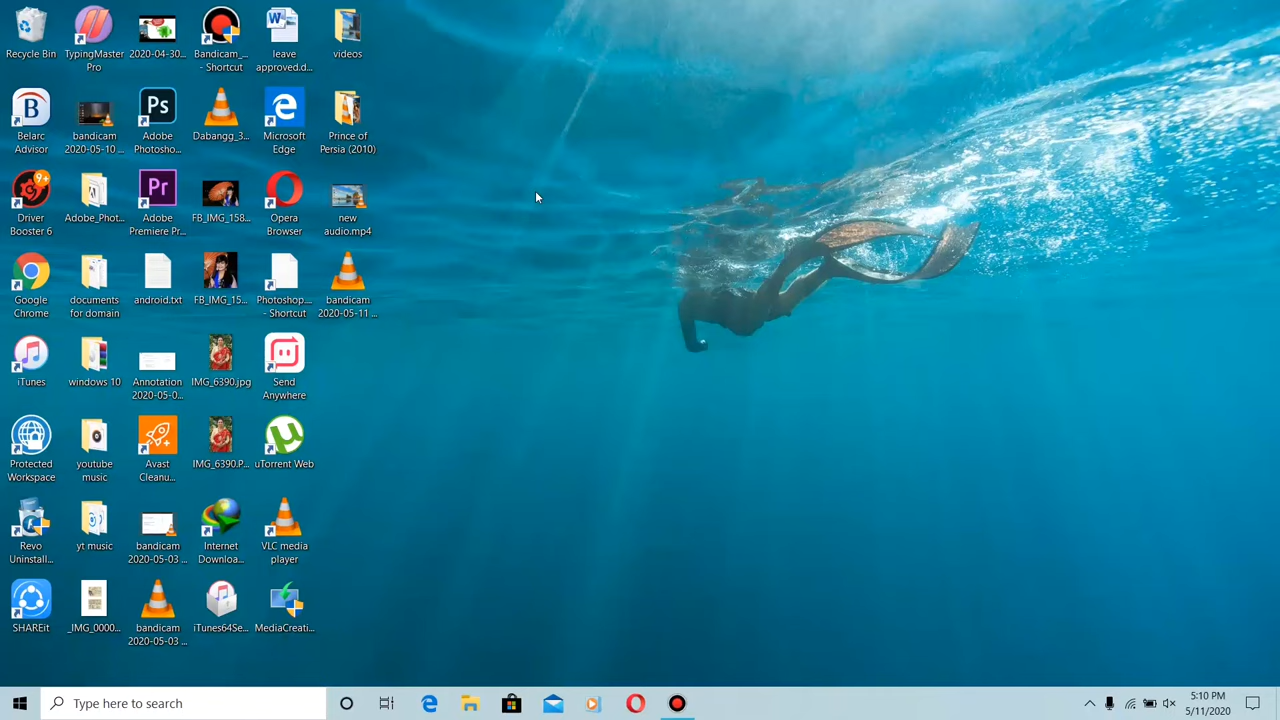 Recycle Bin
TypingMaster Pro
2020-04-30...
Bandicam_... - Shortcut
leave approved.d...
videos
Belarc Advisor
bandicam 2020-05-10 ...
Adobe Photosho...
Dabangg_3...
Microsoft Edge
Prince of Persia (2010)
Driver Booster 6
Adobe_Phot...
Adobe Premiere Pr...
FB_IMG_158...
Opera Browser
new audio.mp4
Google Chrome
documents for domain
android.txt
FB_IMG_15...
Photoshop.... - Shortcut
bandicam 2020-05-11 ...
iTunes
windows 10
Annotation 2020-05-0...
IMG_6390.jpg
Send Anywhere
Protected Workspace
youtube music
Avast Cleanu...
IMG_6390.P...
uTorrent Web
Revo Uninstall...
yt music
bandicam 2020-05-03 ...
Internet Downloa...
VLC media player
SHAREit
_IMG_0000...
bandicam 2020-05-03 ...
iTunes64Se...
MediaCreati...
Type here to search
5:10 PM
5/11/2020